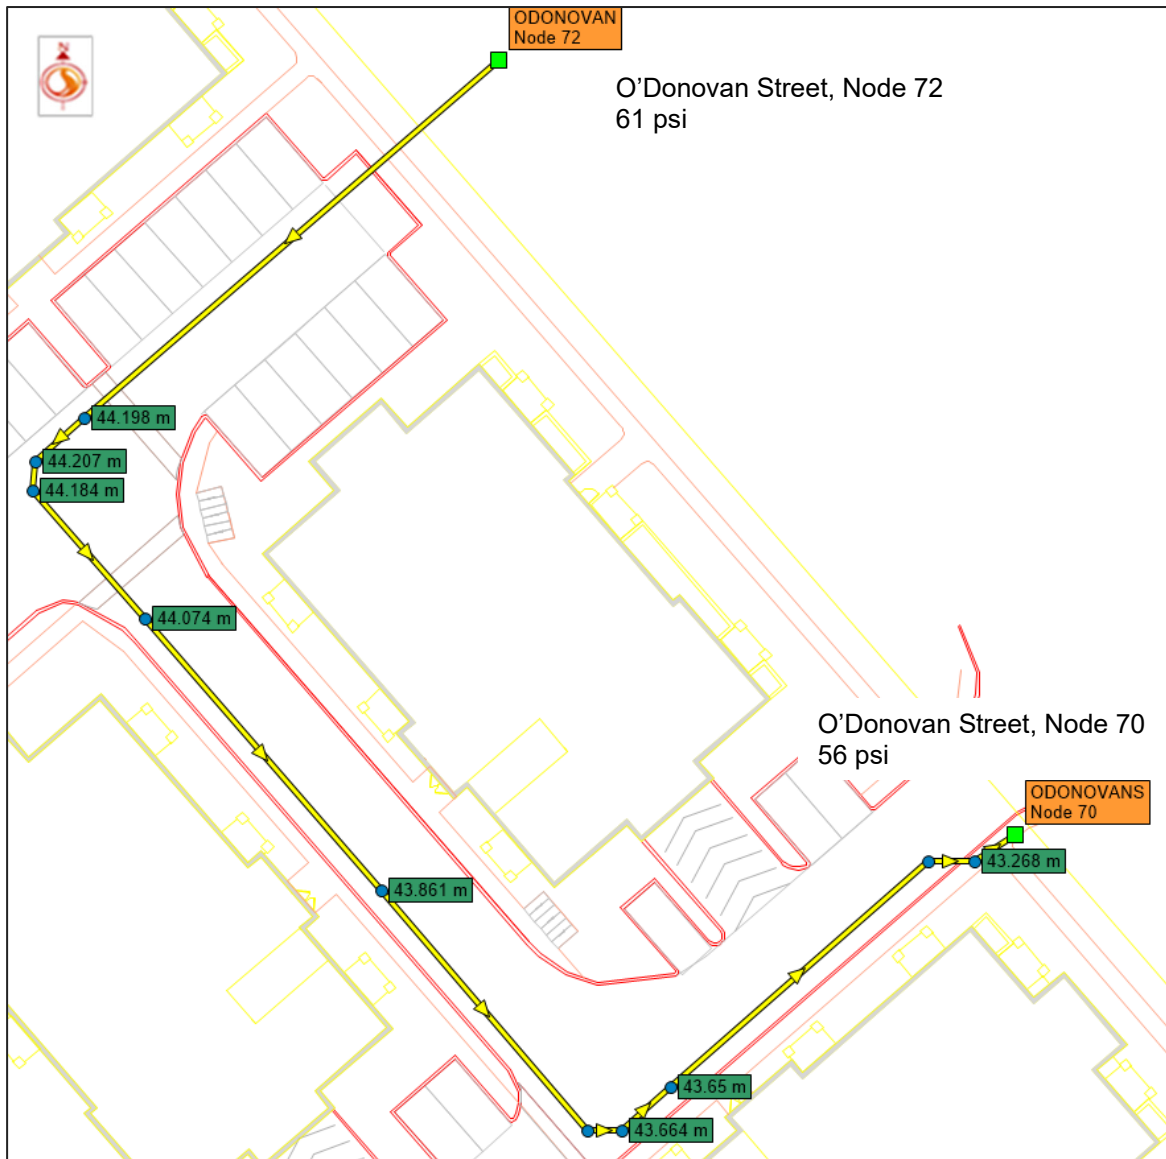 N
ODONOVAN
Node 72
O'Donovan Street, Node 72
61 psi
44.198 m
44.207 m
44.184 m
44.074 m
O'Donovan Street, Node 70
56 psi
ODONOVANS
Node 70
43.268 m
43.861 m
43.65 m
43.664 m